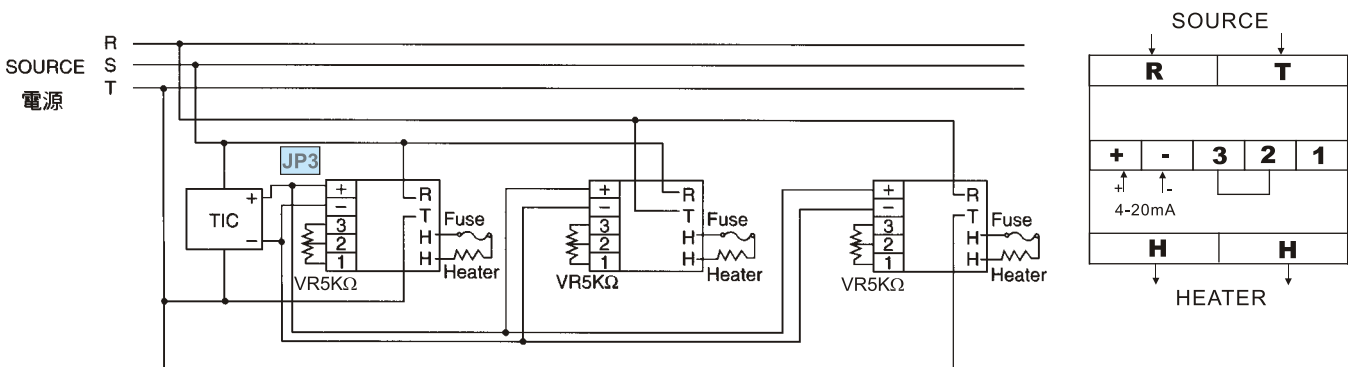 SOURCE
電源
R
S
T
JP3
TIC
+
−
+
−
3
2
1
VR5KΩ
R
T
H
H
Fuse
Heater
+
−
3
2
1
VR5KΩ
R
T
H
H
Fuse
Heater
+
−
3
2
1
VR5KΩ
R
T
H
H
Fuse
Heater
SOURCE
R T
+ - 3 2 1
+ -
4-20mA
H H
HEATER